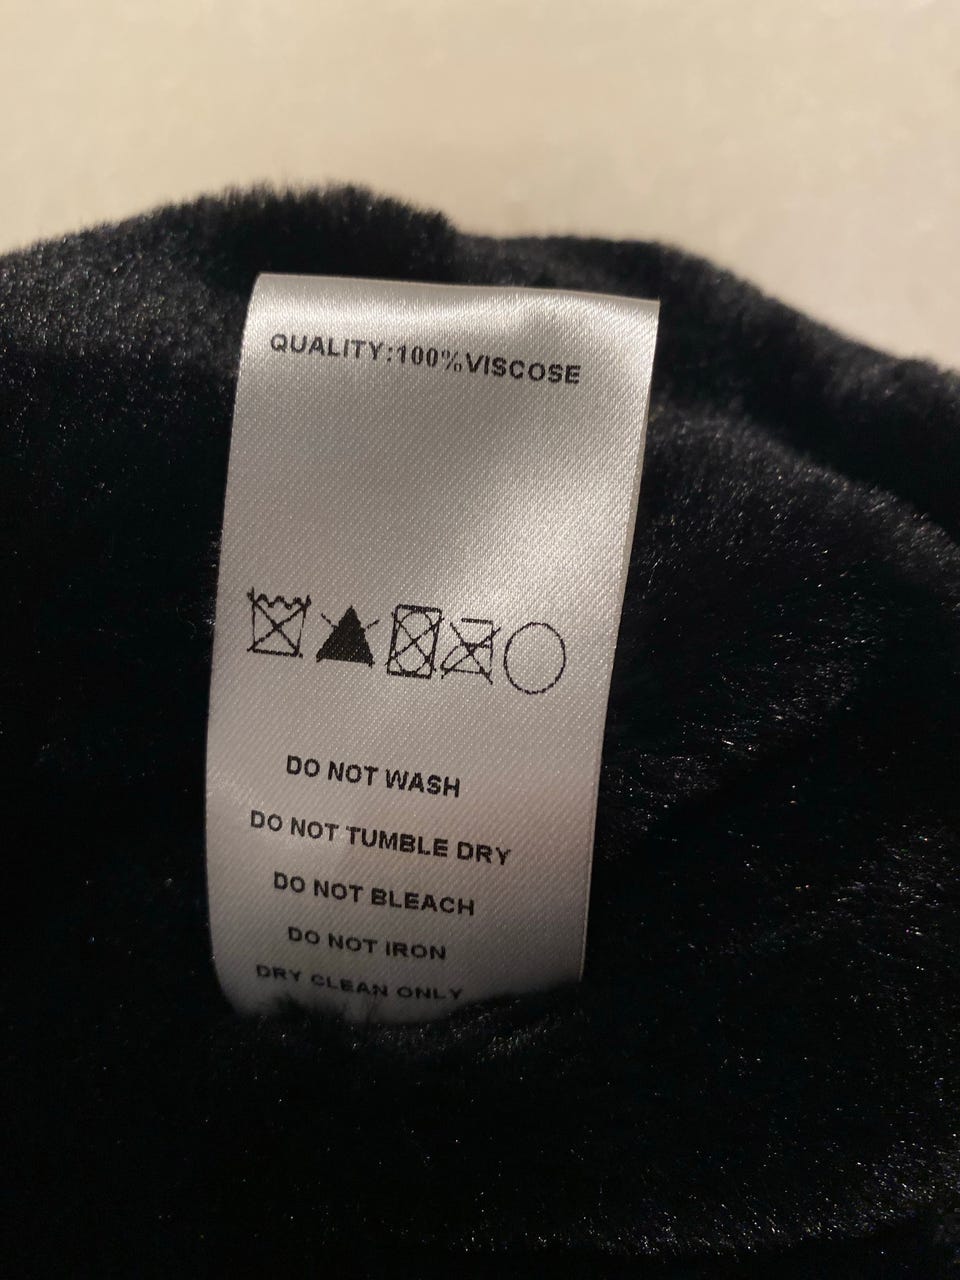 QUALITY:100%VISCOSE
DO NOT WASH
DO NOT TUMBLE DRY
DO NOT BLEACH
DO NOT IRON
DRY CLEAN ONLY